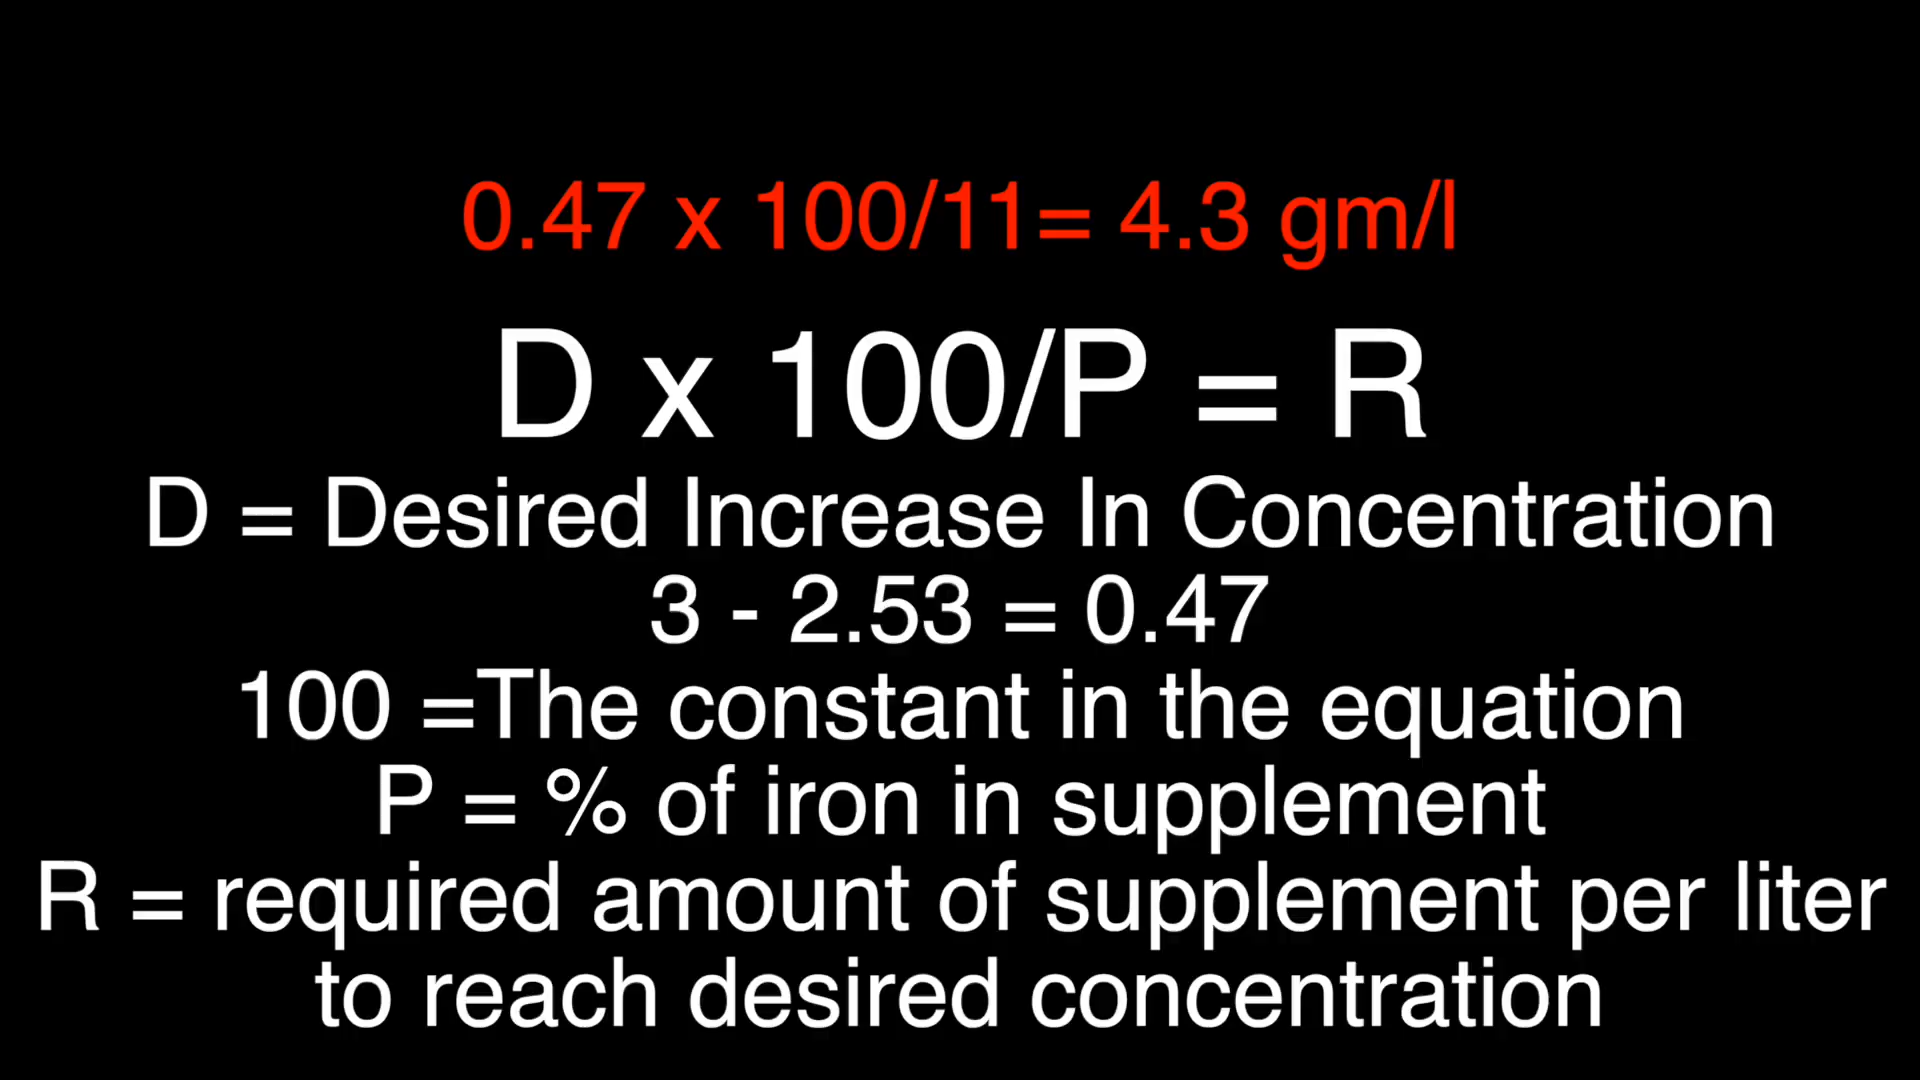 0.47 x 100/11= 4.3 gm/l
D x 100/P = R
D = Desired Increase In Concentration
3 - 2.53 = 0.47
100 =The constant in the equation
P = % of iron in supplement
R = required amount of supplement per liter
to reach desired concentration